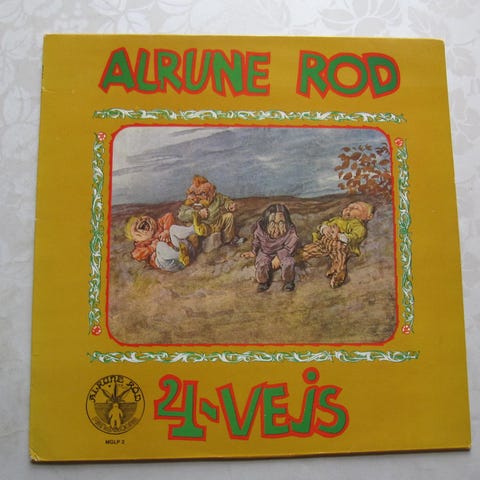 ALRUNE ROD
ALRUNE ROD
4-VEJS
MGLP 2